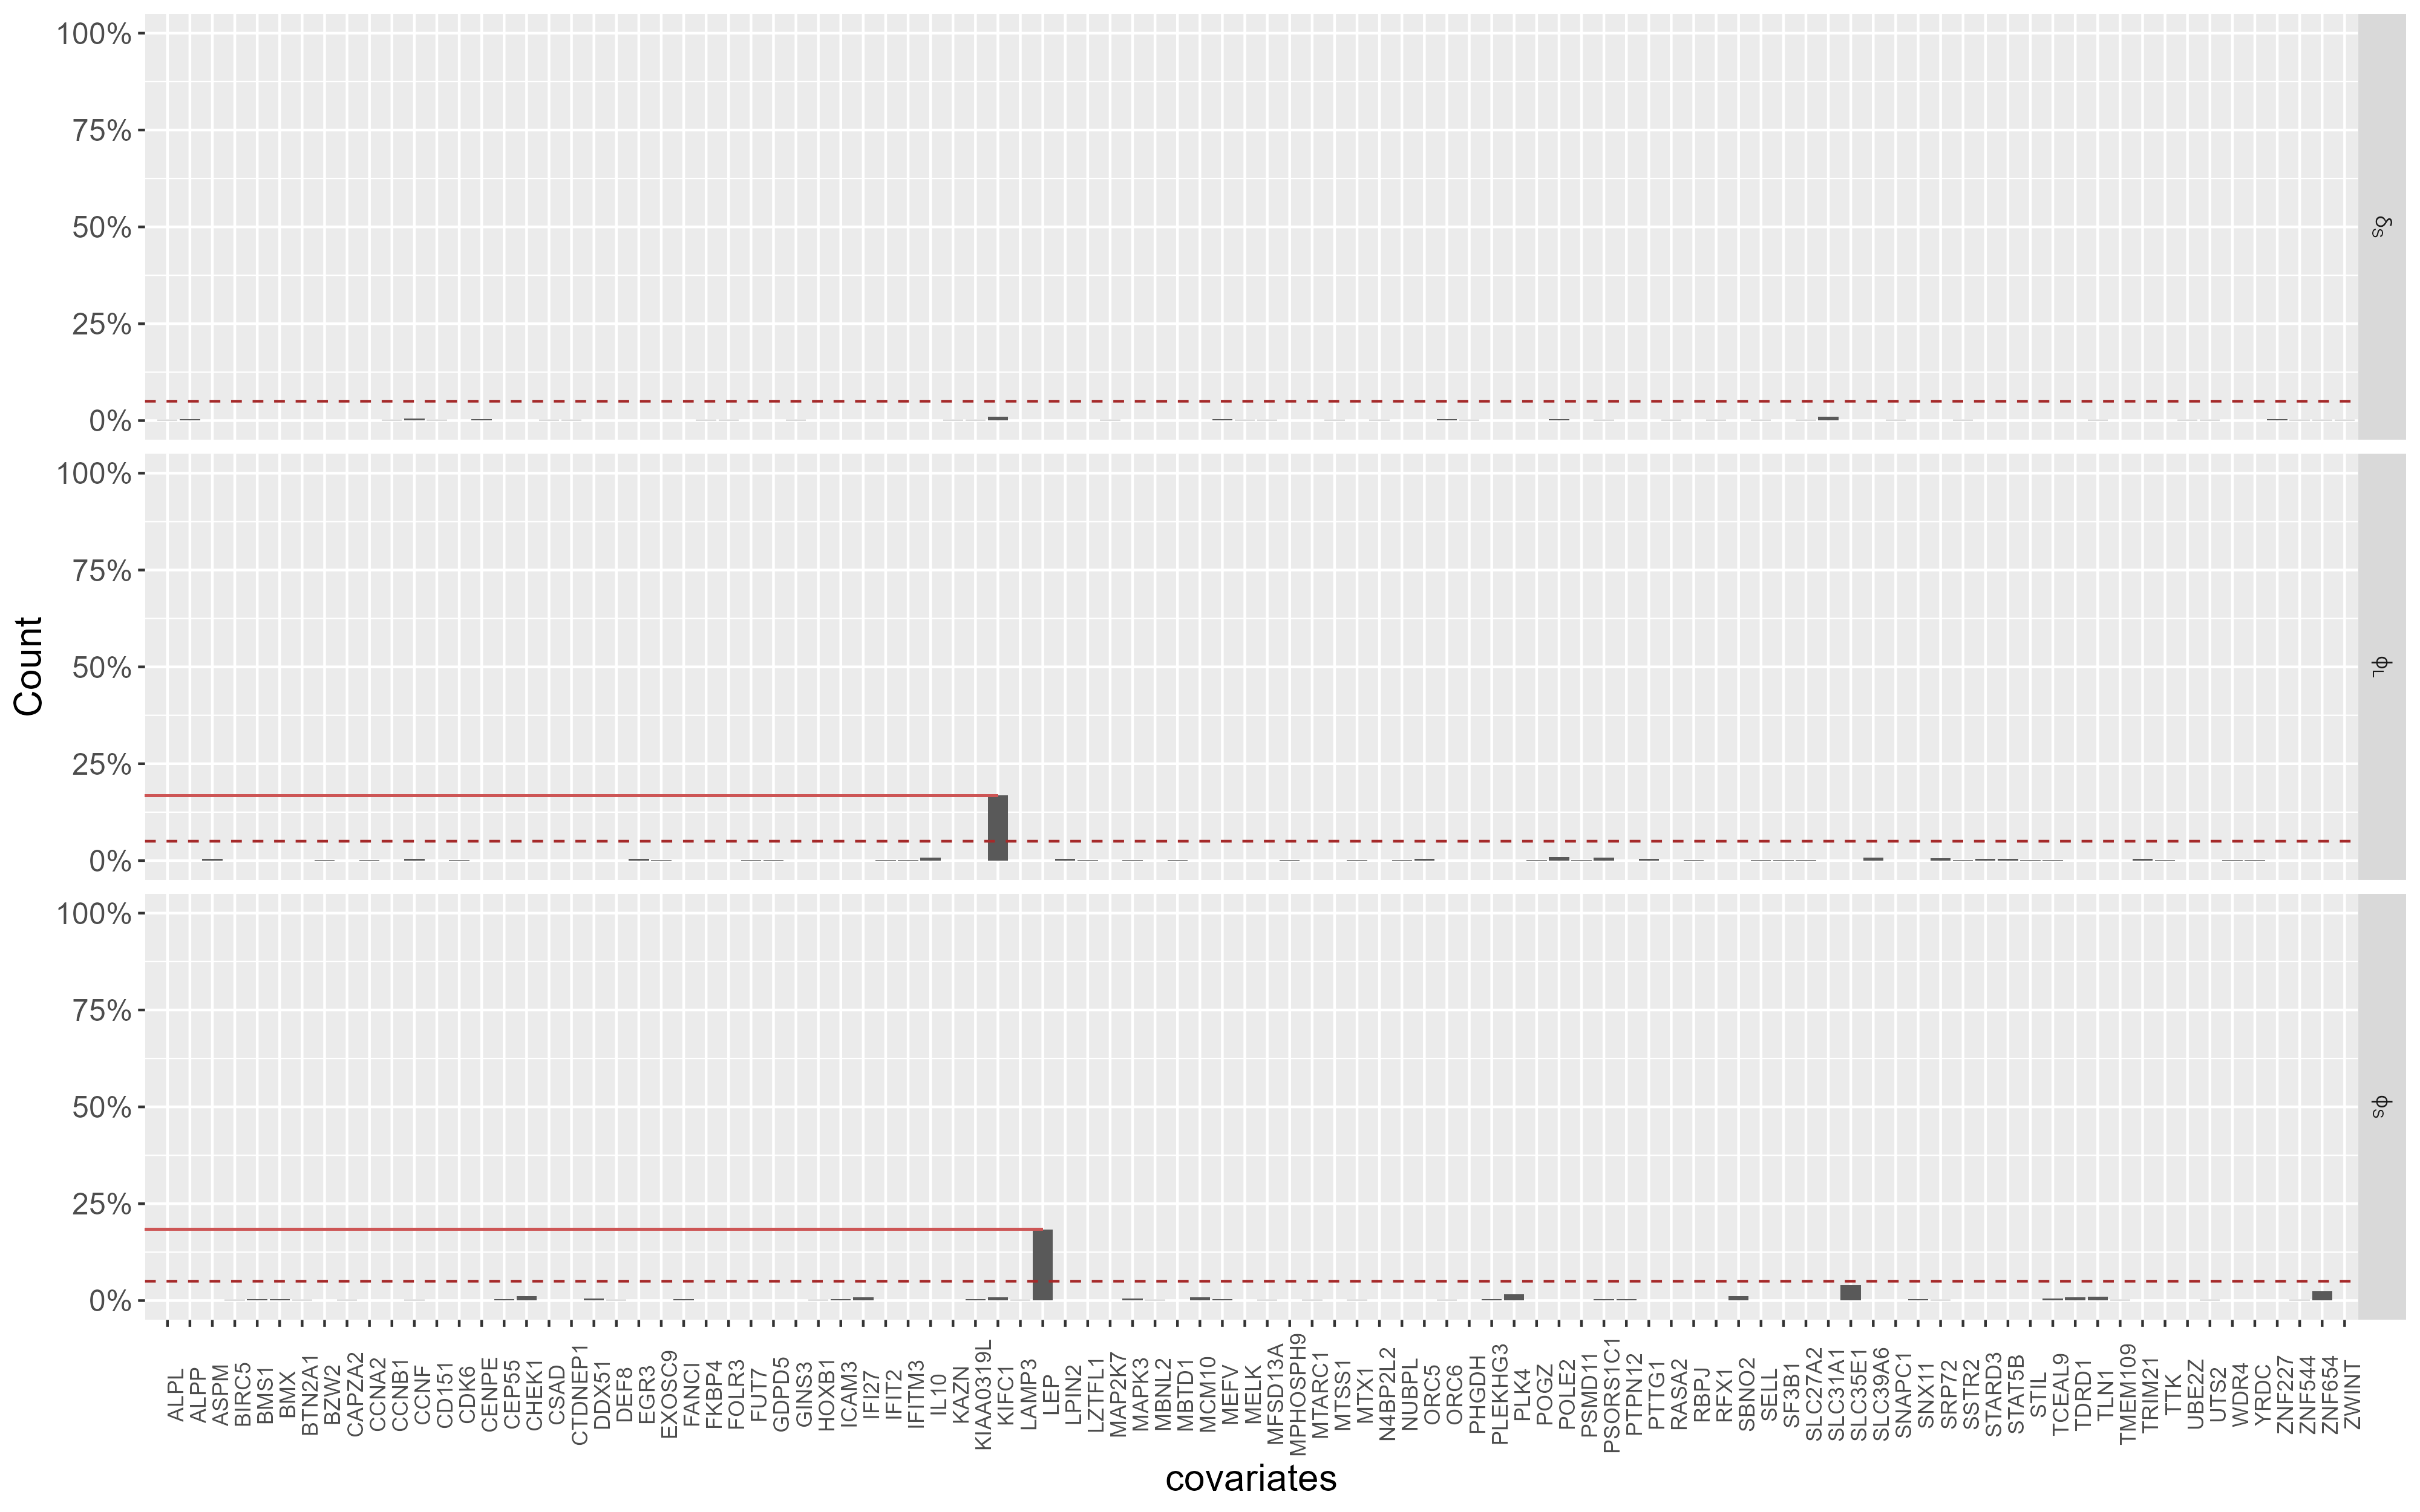 100%
75%
50%
25%
0%
δS
100%
75%
50%
25%
0%
ϕL
100%
75%
50%
25%
0%
ϕS
Count
ALPL
ALPP
ASPM
BIRC5
BMS1
BMX
BTN2A1
BZW2
CAPZA2
CCNA2
CCNB1
CCNF
CD151
CDK6
CENPE
CEP55
CHEK1
CSAD
CTDNEP1
DDX51
DEF8
EGR3
EXOSC9
FANCI
FKBP4
FOLR3
FUT7
GDPD5
GINS3
HOXB1
ICAM3
IFI27
IFIT2
IFITM3
IL10
KAZN
KIAA0319L
KIFC1
LAMP3
LEP
LPIN2
LZTFL1
MAP2K7
MAPK3
MBNL2
MBTD1
MCM10
MEFV
MELK
MFSD13A
MPHOSPH9
MTARC1
MTSS1
MTX1
N4BP2L2
NUBPL
ORC5
ORC6
PHGDH
PLEKHG3
PLK4
POGZ
POLE2
PSMD11
PSORS1C1
PTPN12
PTTG1
RASA2
RBPJ
RFX1
SBNO2
SELL
SF3B1
SLC27A2
SLC31A1
SLC35E1
SLC39A6
SNAPC1
SNX11
SRP72
SSTR2
STARD3
STAT5B
STIL
TCEAL9
TDRD1
TLN1
TMEM109
TRIM21
TTK
UBE2Z
UTS2
WDR4
YRDC
ZNF227
ZNF544
ZNF654
ZWINT
covariates